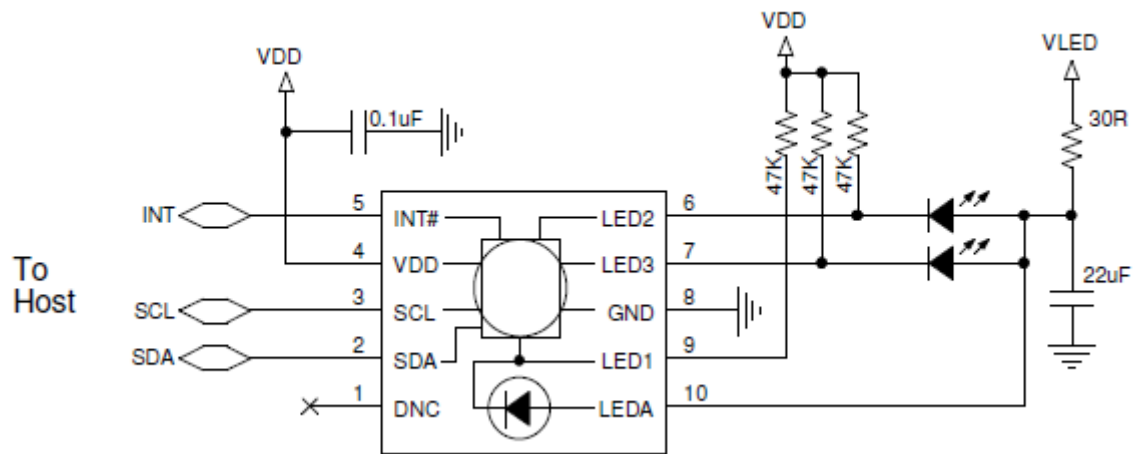 VDD
VDD
VLED
0.1uF
30R
47K
47K
47K
INT
5
INT#
LED2
6
To
Host
4
VDD
LED3
7
22uF
SCL
3
SCL
GND
8
SDA
2
SDA
LED1
9
1
DNC
LEDA
10